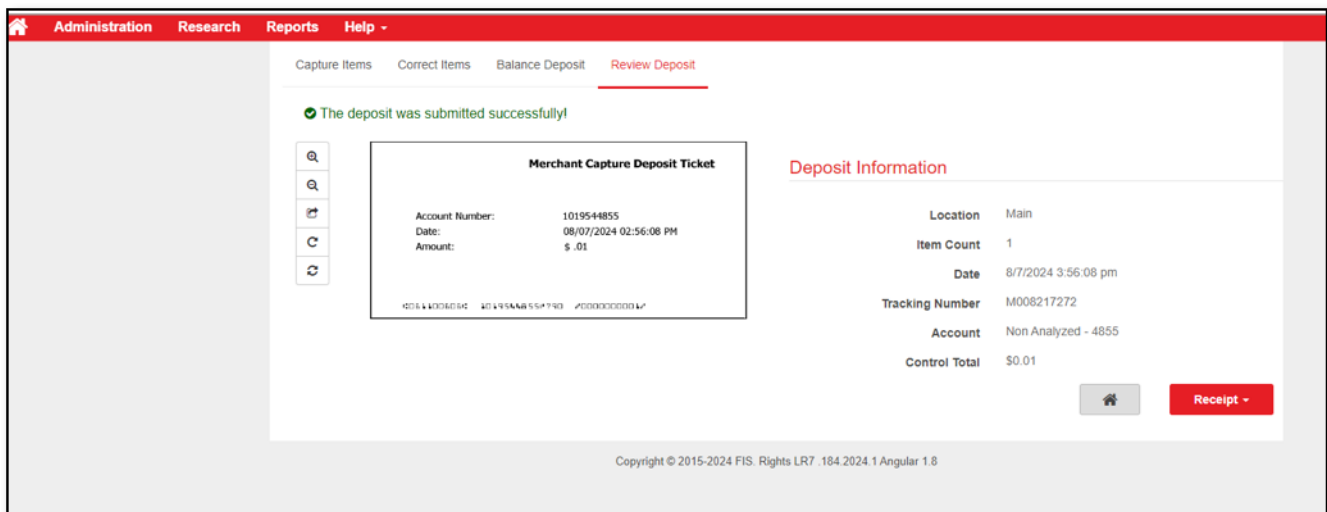 Administration Research Reports Help
Capture Items Correct Items Balance Deposit Review Deposit
The deposit was submitted successfully!
Merchant Capture Deposit Ticket
Account Number: 1019544855
Date: 08/07/2024 02:56:08 PM
Amount: $ .01
Deposit Information
Location Main
Item Count 1
Date 8/7/2024 3:56:08 pm
Tracking Number M008217272
Account Non Analyzed - 4855
Control Total $0.01
Receipt
Copyright © 2015-2024 FIS. Rights LR7 .184.2024.1 Angular 1.8